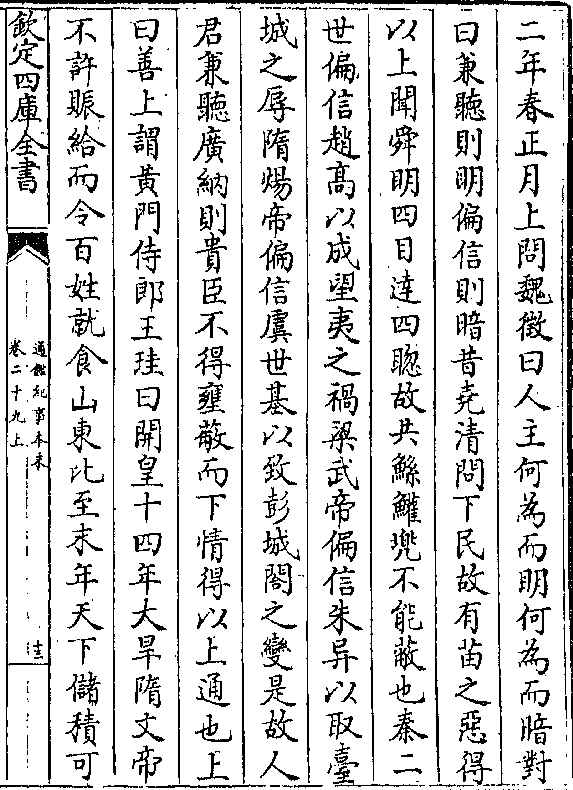 二年春正月上問魏徵曰人主何為而明何為而暗對
曰兼聽則明偏信則暗昔堯清問下民故有苗之惡得
以上聞舜明四目達四聰故共鯀驩兜不能蔽也秦二
世偏信趙高以成望夷之禍梁武帝偏信朱异以取臺
城之辱隋煬帝偏信虞世基以致彭城閣之變是故人
君兼聽廣納則貴臣不得壅蔽而下情得以上通也上
曰善上謂黃門侍郎王珪曰開皇十四年大旱隋文帝
不許賑給而令百姓就食山東比至末年天下儲積可
欽定四庫全書
通鑑紀事本末
卷二十九上
十三